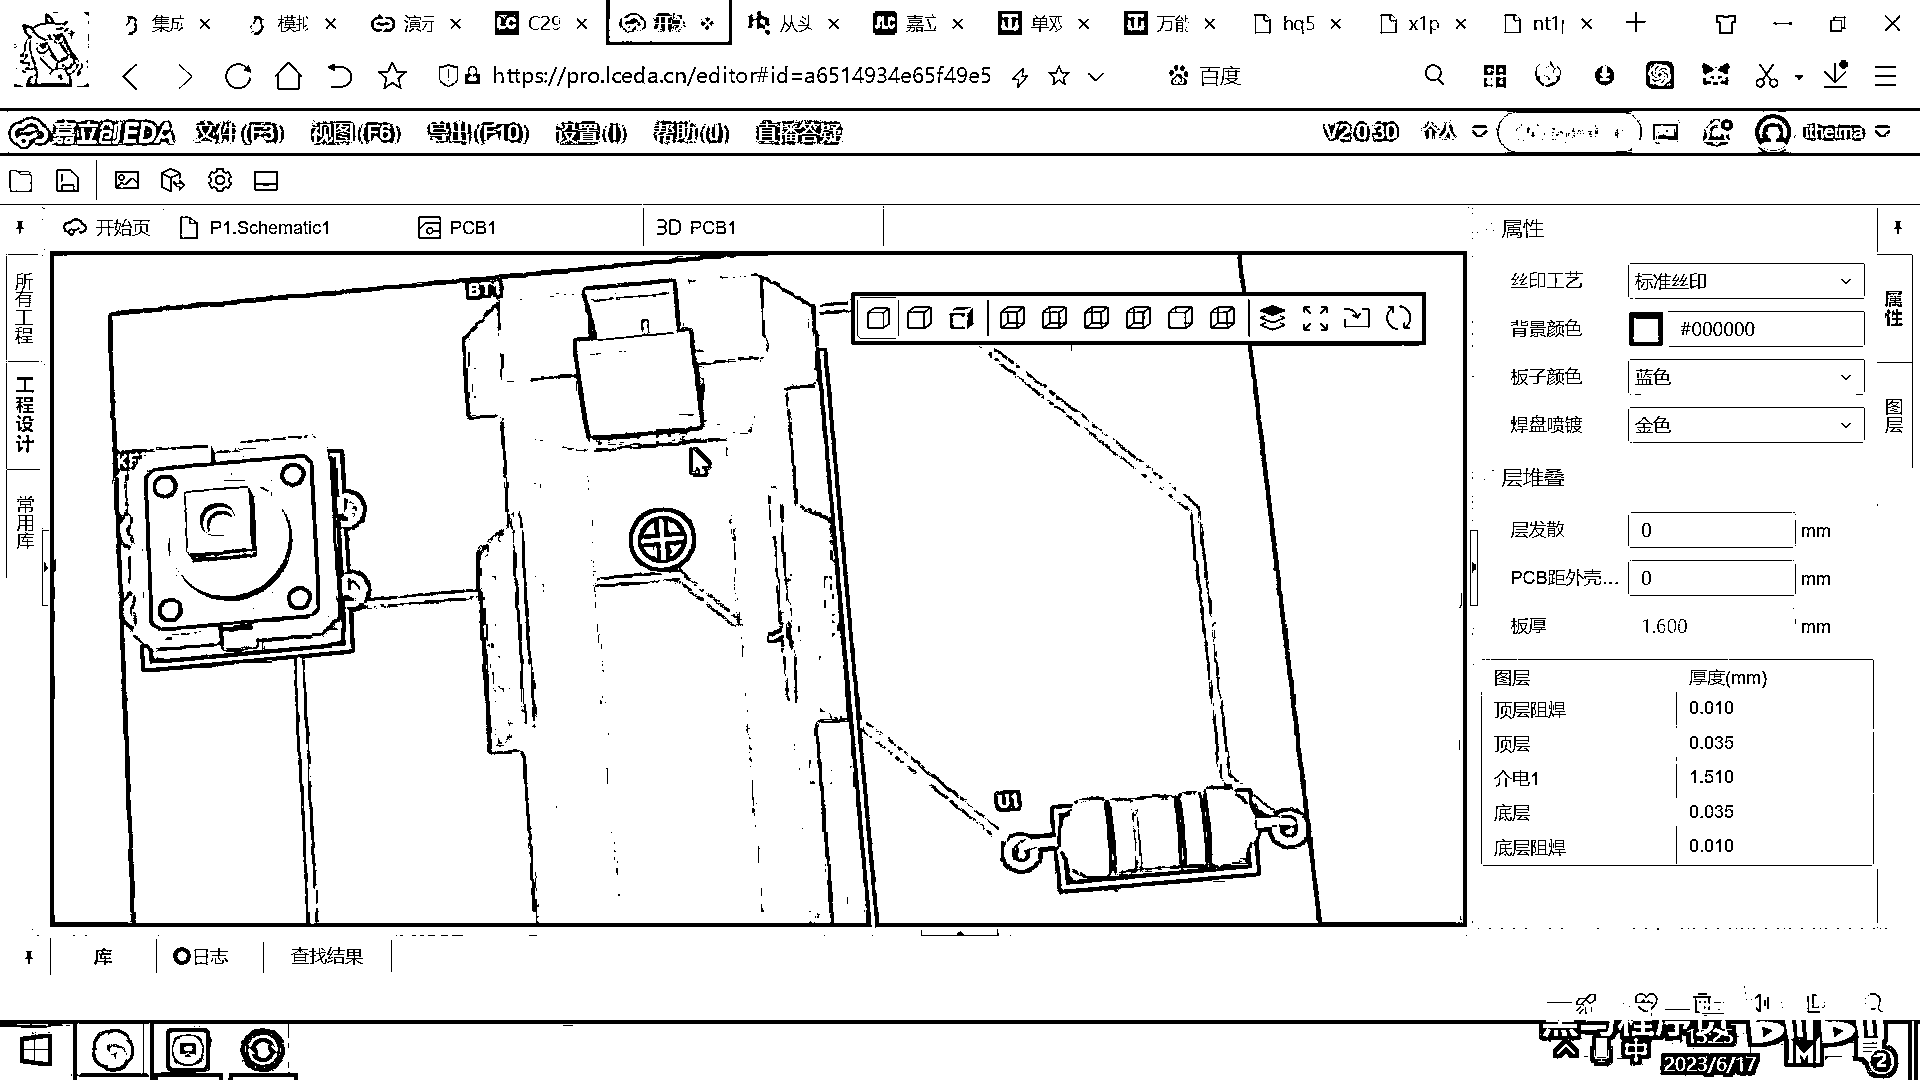 集成 模拟 演示 C29 开 从头 嘉立 单双 万能 hq5 x1p nt1p
https://pro.lceda.cn/editor#id=a6514934e65f49e5 百度
嘉立创EDA 文件(F3) 视图(F6) 导出(F10) 设置(I) 帮助(U) 直播答疑 V2.0.30 个人
开始页 P1.Schematic1 PCB1 3D PCB1 属性
所有工程
工程设计
常用库
BT1
U1
丝印工艺 标准丝印
背景颜色 #000000
板子颜色 蓝色
焊盘喷镀 金色
层堆叠
层发散 0 mm
PCB距外壳... 0 mm
板厚 1.600 mm
图层 厚度(mm)
顶层阻焊 0.010
顶层 0.035
介电1 1.510
底层 0.035
底层阻焊 0.010
属性
图层
库 日志 查找结果
中 15:25
2023/6/17 2